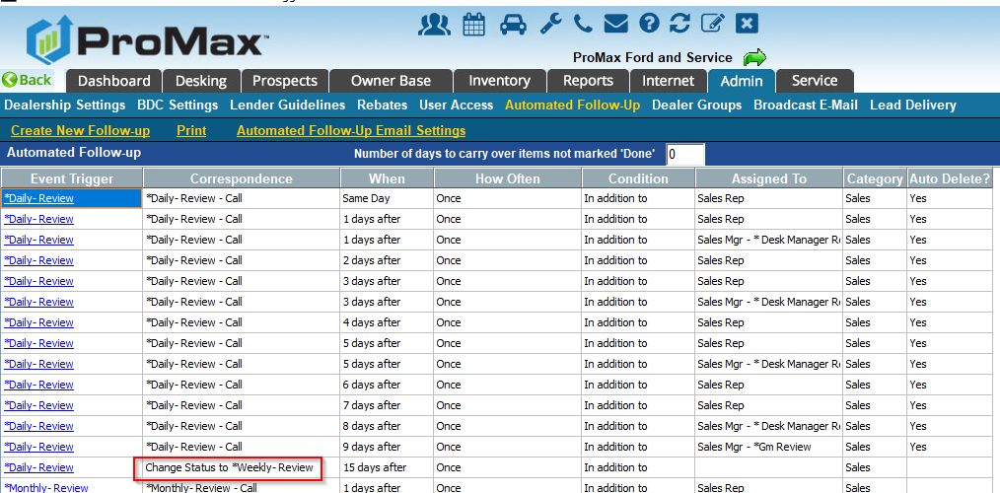 ProMax™
ProMax Ford and Service
Back Dashboard Desking Prospects Owner Base Inventory Reports Internet Admin Service
Dealership Settings BDC Settings Lender Guidelines Rebates User Access Automated Follow-Up Dealer Groups Broadcast E-Mail Lead Delivery
Create New Follow-up Print Automated Follow-Up Email Settings
Automated Follow-up Number of days to carry over items not marked 'Done' 0
Event Trigger Correspondence When How Often Condition Assigned To Category Auto Delete?
*Daily-Review *Daily-Review - Call Same Day Once In addition to Sales Rep Sales Yes
*Daily-Review *Daily-Review - Call 1 days after Once In addition to Sales Rep Sales Yes
*Daily-Review *Daily-Review - Call 1 days after Once In addition to Sales Mgr - * Desk Manager R Sales Yes
*Daily-Review *Daily-Review - Call 2 days after Once In addition to Sales Rep Sales Yes
*Daily-Review *Daily-Review - Call 3 days after Once In addition to Sales Rep Sales Yes
*Daily-Review *Daily-Review - Call 3 days after Once In addition to Sales Mgr - * Desk Manager R Sales Yes
*Daily-Review *Daily-Review - Call 4 days after Once In addition to Sales Rep Sales Yes
*Daily-Review *Daily-Review - Call 5 days after Once In addition to Sales Rep Sales Yes
*Daily-Review *Daily-Review - Call 5 days after Once In addition to Sales Mgr - * Desk Manager R Sales Yes
*Daily-Review *Daily-Review - Call 6 days after Once In addition to Sales Rep Sales Yes
*Daily-Review *Daily-Review - Call 7 days after Once In addition to Sales Rep Sales Yes
*Daily-Review *Daily-Review - Call 8 days after Once In addition to Sales Mgr - * Desk Manager R Sales Yes
*Daily-Review *Daily-Review - Call 9 days after Once In addition to Sales Mgr - *Gm Review Sales Yes
*Daily-Review Change Status to *Weekly-Review 15 days after Once In addition to Sales
*Monthly-Review *Monthly-Review - Call 1 days after Once In addition to Sales Rep Sales Yes